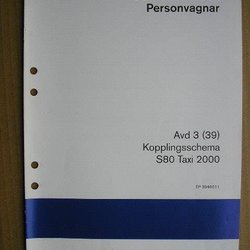 Personvagnar
Avd 3 (39)
Kopplingsschema
S80 Taxi 2000